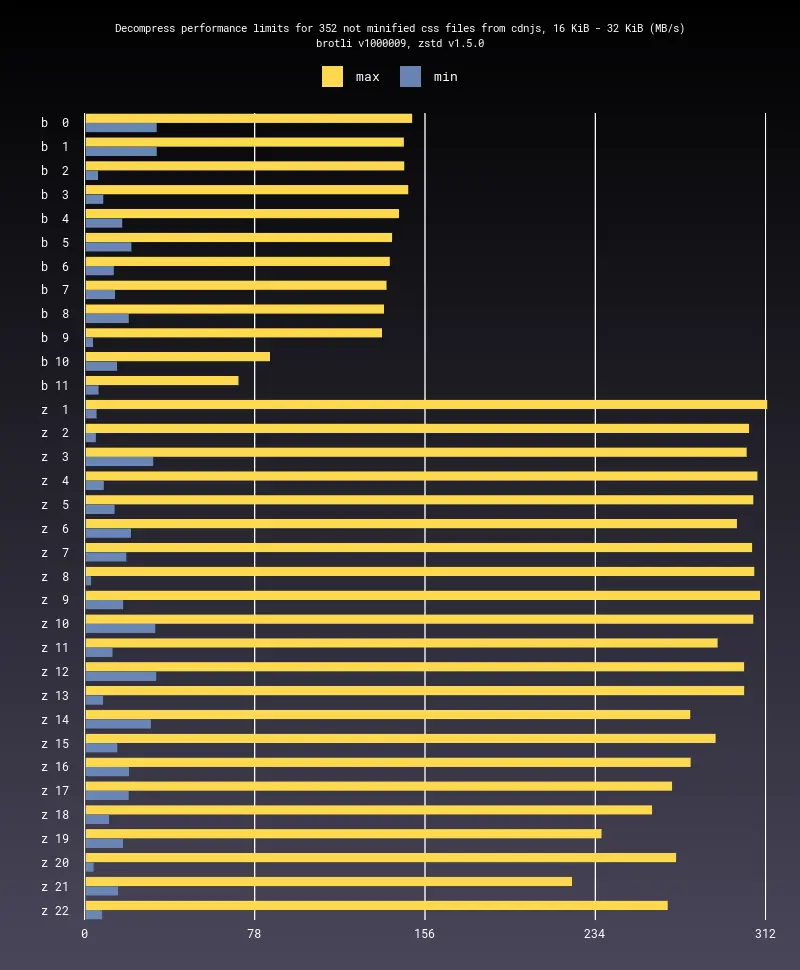 Decompress performance limits for 352 not minified css files from cdnjs, 16 KiB - 32 KiB (MB/s)
brotli v1000009, zstd v1.5.0
max min
b 0
b 1
b 2
b 3
b 4
b 5
b 6
b 7
b 8
b 9
b 10
b 11
z 1
z 2
z 3
z 4
z 5
z 6
z 7
z 8
z 9
z 10
z 11
z 12
z 13
z 14
z 15
z 16
z 17
z 18
z 19
z 20
z 21
z 22
0 78 156 234 312